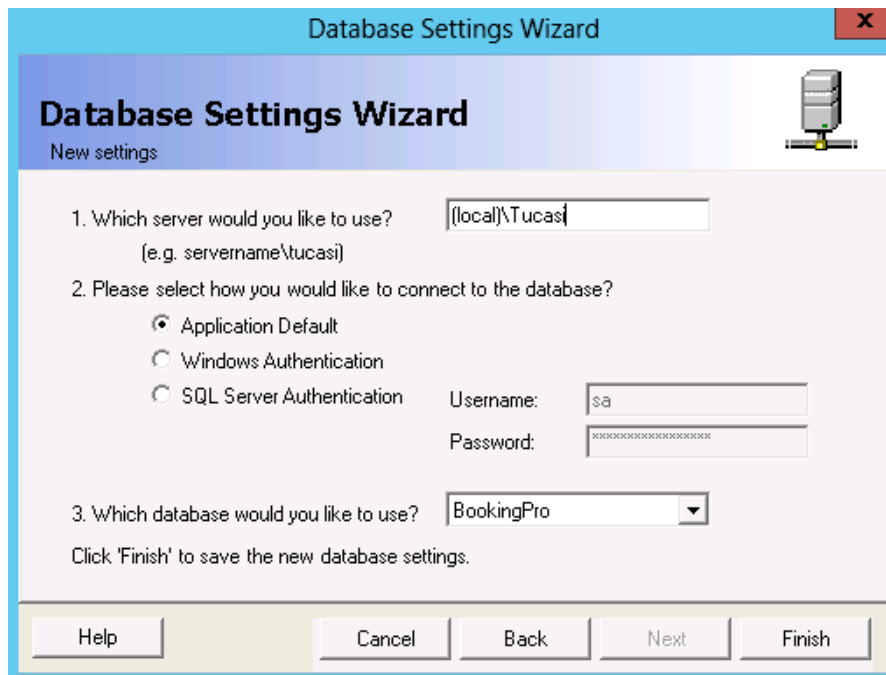 Database Settings Wizard
x
Database Settings Wizard
New settings
1. Which server would you like to use? (local)\Tucasi
(e.g. servername\tucasi)
2. Please select how you would like to connect to the database?
Application Default
Windows Authentication
SQL Server Authentication Username: sa
Password: *****************
3. Which database would you like to use? BookingPro
Click 'Finish' to save the new database settings.
Help Cancel Back Next Finish